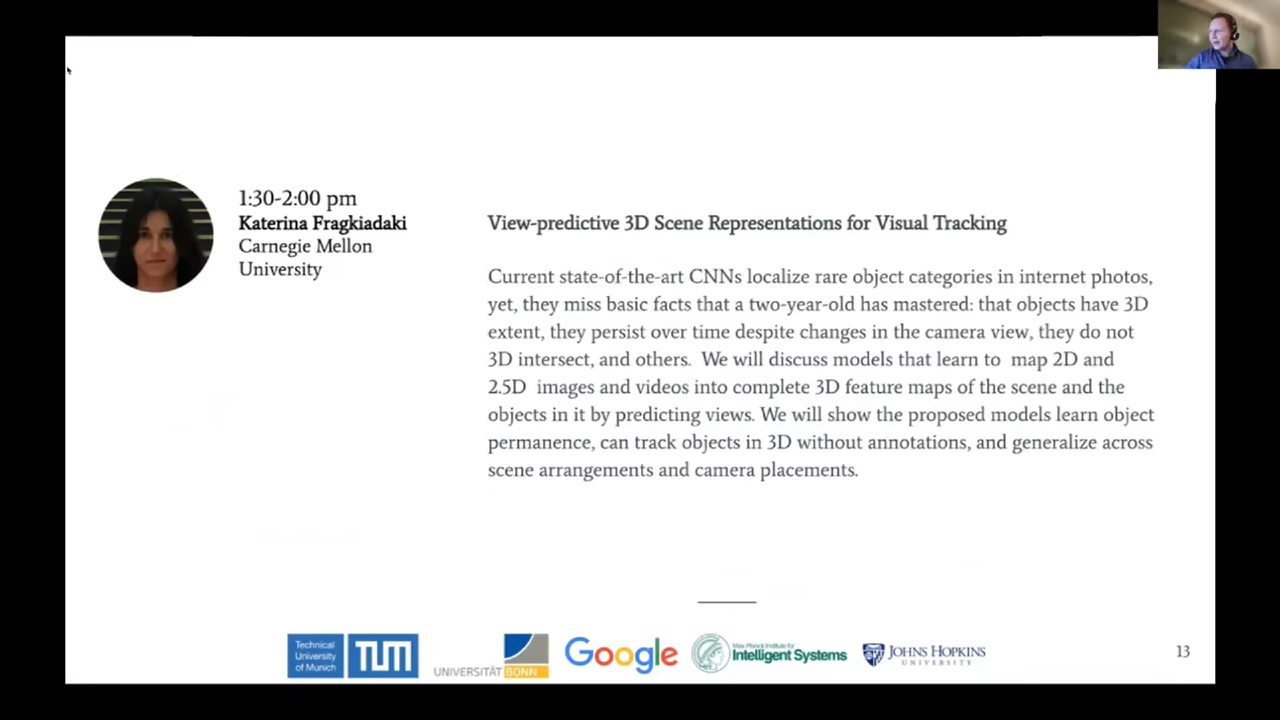 1:30-2:00 pm
Katerina Fragkiadaki
Carnegie Mellon
University
View-predictive 3D Scene Representations for Visual Tracking
Current state-of-the-art CNNs localize rare object categories in internet photos,
yet, they miss basic facts that a two-year-old has mastered: that objects have 3D
extent, they persist over time despite changes in the camera view, they do not
3D intersect, and others. We will discuss models that learn to map 2D and
2.5D images and videos into complete 3D feature maps of the scene and the
objects in it by predicting views. We will show the proposed models learn object
permanence, can track objects in 3D without annotations, and generalize across
scene arrangements and camera placements.
Technical
University
of Munich
TUM
UNIVERSITÄT BONN
Google
Max Planck Institute for
Intelligent Systems
JOHNS HOPKINS
UNIVERSITY
13